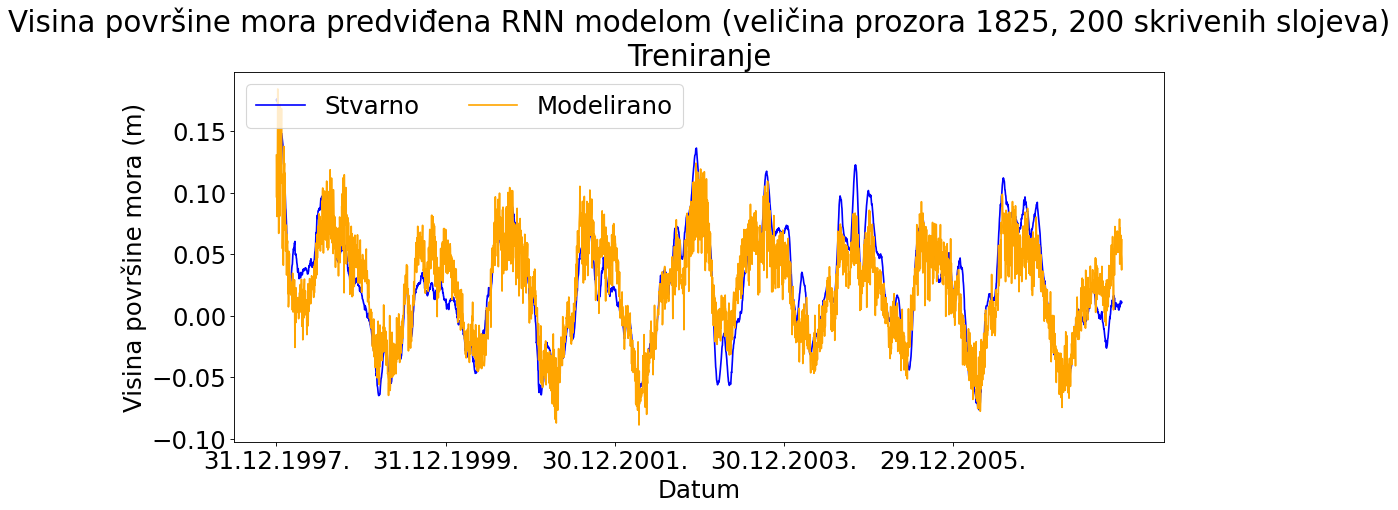 Visina površine mora predviđena RNN modelom (veličina prozora 1825, 200 skrivenih slojeva)
Treniranje
Stvarno Modelirano
Visina površine mora (m)
0.15
0.10
0.05
0.00
−0.05
−0.10
31.12.1997. 31.12.1999. 30.12.2001. 30.12.2003. 29.12.2005.
Datum